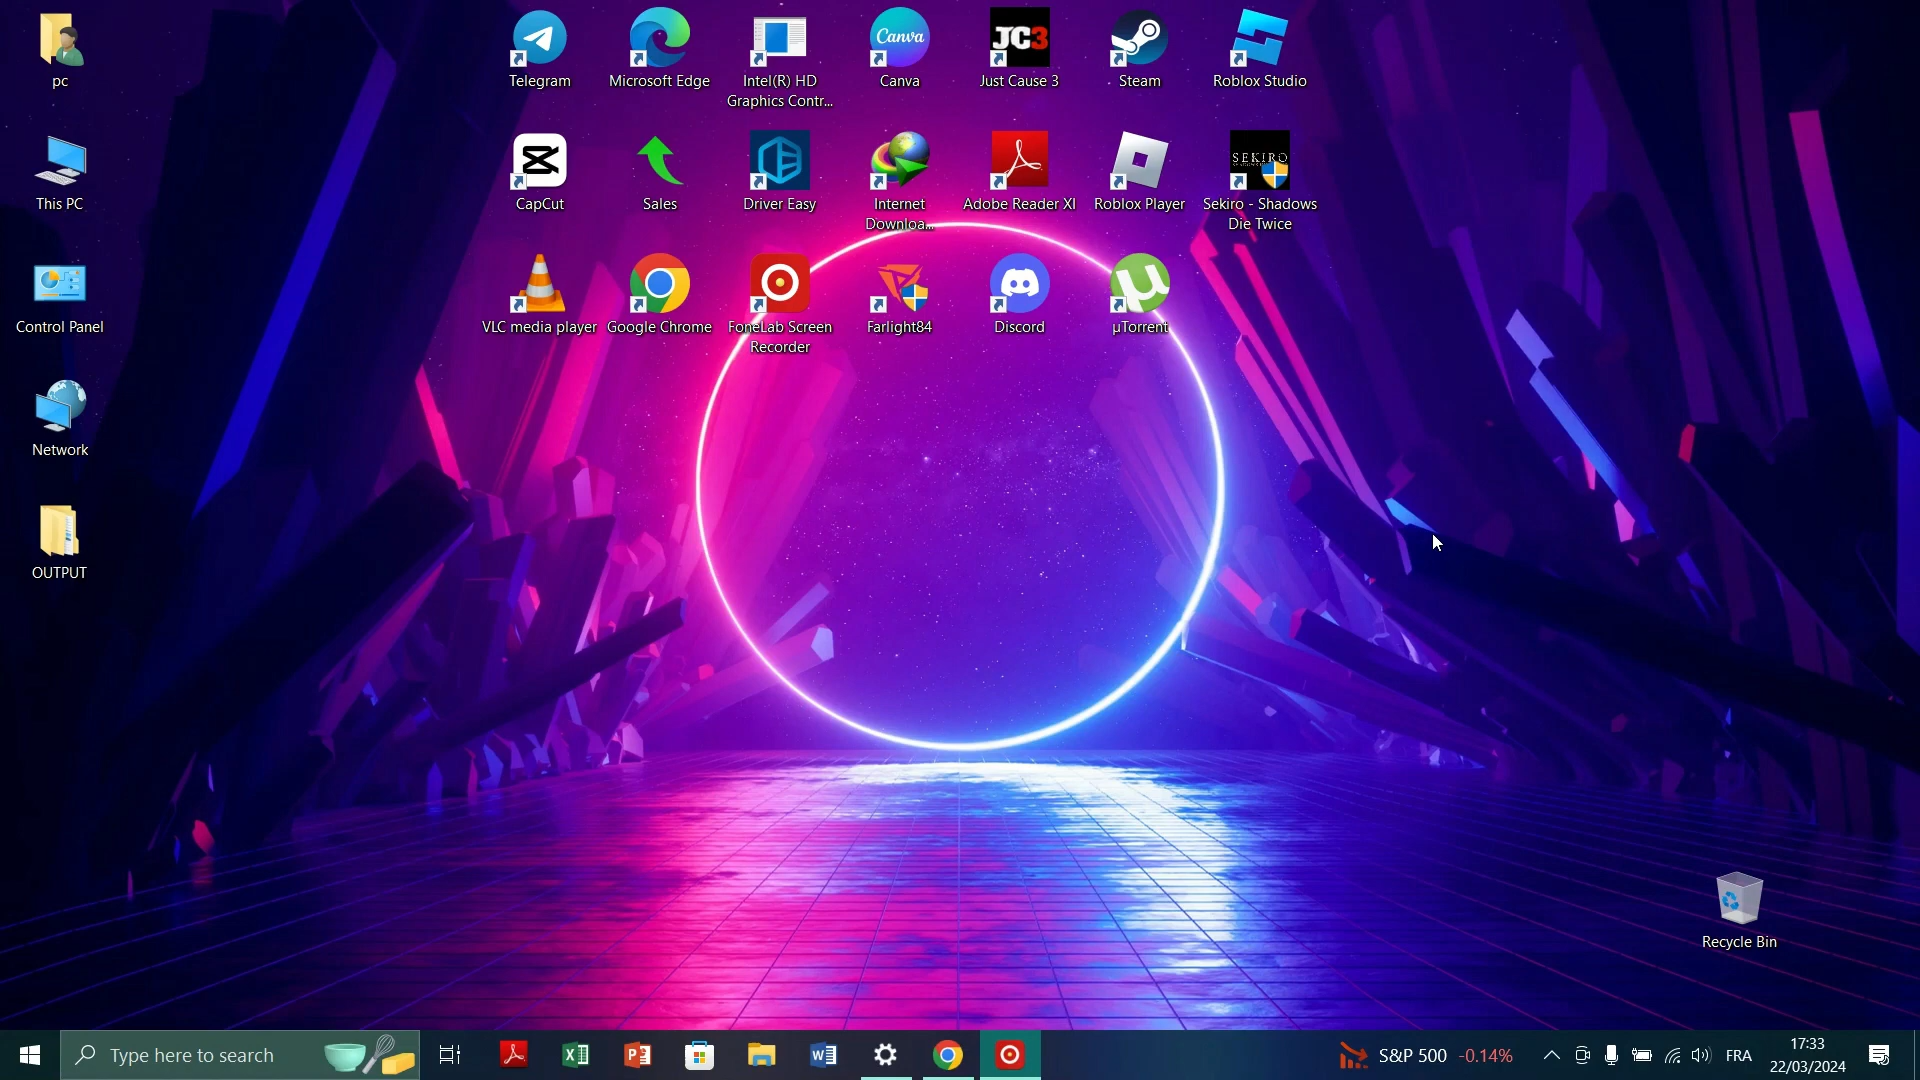 pc
Telegram
Microsoft Edge
Intel(R) HD
Graphics Contr...
Canva
Canva
JC3
Just Cause 3
Steam
Roblox Studio
This PC
CapCut
Sales
Driver Easy
Internet
Downloa...
Adobe Reader XI
Roblox Player
SEKIRO
Sekiro - Shadows
Die Twice
Control Panel
VLC media player
Google Chrome
FoneLab Screen
Recorder
Farlight84
Discord
µ
µTorrent
Network
OUTPUT
Recycle Bin
Type here to search
S&P 500 -0.14%
FRA
17:33
22/03/2024